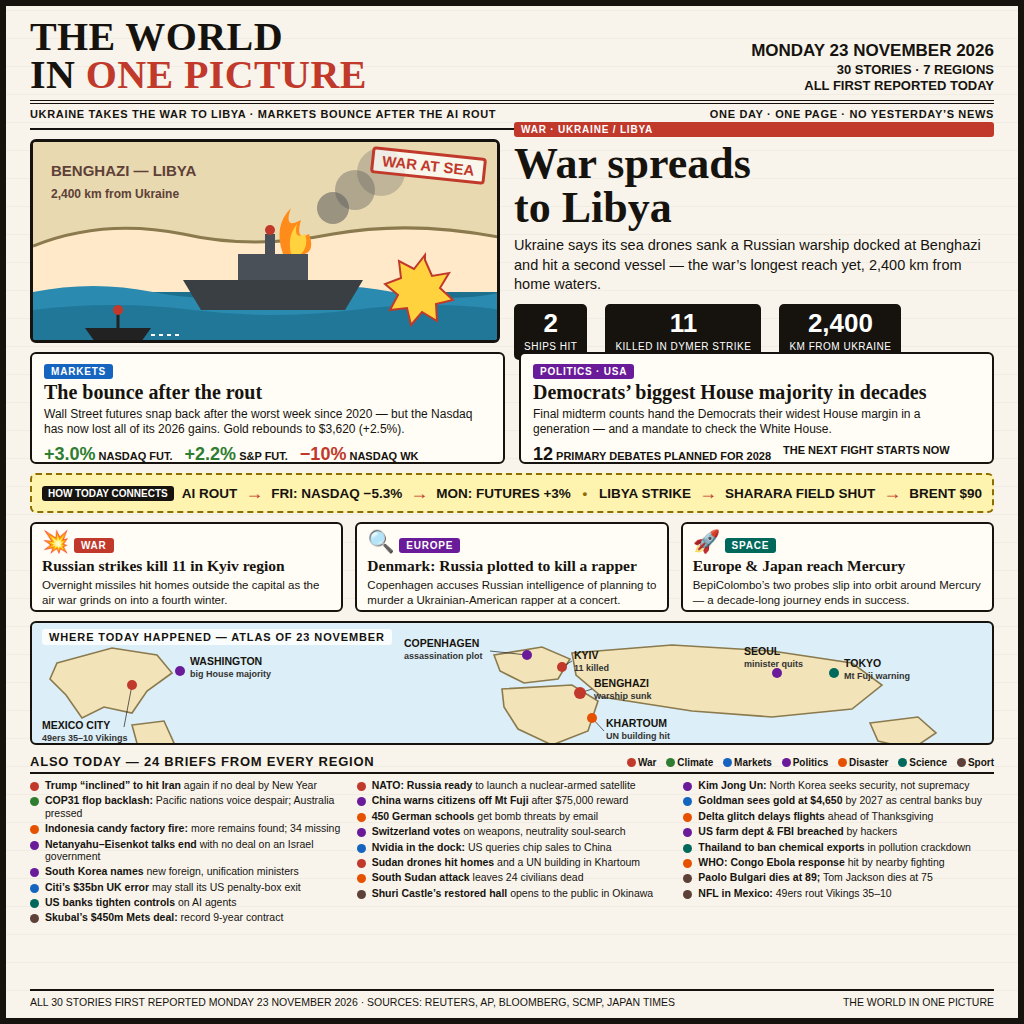 THE WORLD
IN ONE PICTURE
MONDAY 23 NOVEMBER 2026
30 STORIES · 7 REGIONS
ALL FIRST REPORTED TODAY
UKRAINE TAKES THE WAR TO LIBYA · MARKETS BOUNCE AFTER THE AI ROUT
ONE DAY · ONE PAGE · NO YESTERDAY'S NEWS
BENGHAZI — LIBYA
2,400 km from Ukraine
WAR AT SEA
WAR · UKRAINE / LIBYA
War spreads
to Libya
Ukraine says its sea drones sank a Russian warship docked at Benghazi
and hit a second vessel — the war’s longest reach yet, 2,400 km from
home waters.
2
SHIPS HIT
11
KILLED IN DYMER STRIKE
2,400
KM FROM UKRAINE
MARKETS
The bounce after the rout
Wall Street futures snap back after the worst week since 2020 — but the Nasdaq
has now lost all of its 2026 gains. Gold rebounds to $3,620 (+2.5%).
+3.0% NASDAQ FUT. +2.2% S&P FUT. −10% NASDAQ WK
POLITICS · USA
Democrats’ biggest House majority in decades
Final midterm counts hand the Democrats their widest House margin in a
generation — and a mandate to check the White House.
12 PRIMARY DEBATES PLANNED FOR 2028 THE NEXT FIGHT STARTS NOW
HOW TODAY CONNECTS AI ROUT → FRI: NASDAQ −5.3% → MON: FUTURES +3% • LIBYA STRIKE → SHARARA FIELD SHUT → BRENT $90
💥 WAR
Russian strikes kill 11 in Kyiv region
Overnight missiles hit homes outside the capital as the
air war grinds on into a fourth winter.
🔍 EUROPE
Denmark: Russia plotted to kill a rapper
Copenhagen accuses Russian intelligence of planning to
murder a Ukrainian-American rapper at a concert.
🚀 SPACE
Europe & Japan reach Mercury
BepiColombo’s two probes slip into orbit around Mercury
— a decade-long journey ends in success.
WHERE TODAY HAPPENED — ATLAS OF 23 NOVEMBER
WASHINGTON
big House majority
MEXICO CITY
49ers 35–10 Vikings
COPENHAGEN
assassination plot
KYIV
11 killed
BENGHAZI
warship sunk
KHARTOUM
UN building hit
SEOUL
minister quits
TOKYO
Mt Fuji warning
ALSO TODAY — 24 BRIEFS FROM EVERY REGION
War Climate Markets Politics Disaster Science Sport
Trump “inclined” to hit Iran again if no deal by New Year
COP31 flop backlash: Pacific nations voice despair; Australia
pressed
Indonesia candy factory fire: more remains found; 34 missing
Netanyahu–Eisenkot talks end with no deal on an Israel
government
South Korea names new foreign, unification ministers
Citi’s $35bn UK error may stall its US penalty-box exit
US banks tighten controls on AI agents
Skubal’s $450m Mets deal: record 9-year contract
NATO: Russia ready to launch a nuclear-armed satellite
China warns citizens off Mt Fuji after $75,000 reward
450 German schools get bomb threats by email
Switzerland votes on weapons, neutrality soul-search
Nvidia in the dock: US queries chip sales to China
Sudan drones hit homes and a UN building in Khartoum
South Sudan attack leaves 24 civilians dead
Shuri Castle’s restored hall opens to the public in Okinawa
Kim Jong Un: North Korea seeks security, not supremacy
Goldman sees gold at $4,650 by 2027 as central banks buy
Delta glitch delays flights ahead of Thanksgiving
US farm dept & FBI breached by hackers
Thailand to ban chemical exports in pollution crackdown
WHO: Congo Ebola response hit by nearby fighting
Paolo Bulgari dies at 89; Tom Jackson dies at 75
NFL in Mexico: 49ers rout Vikings 35–10
ALL 30 STORIES FIRST REPORTED MONDAY 23 NOVEMBER 2026 · SOURCES: REUTERS, AP, BLOOMBERG, SCMP, JAPAN TIMES
THE WORLD IN ONE PICTURE